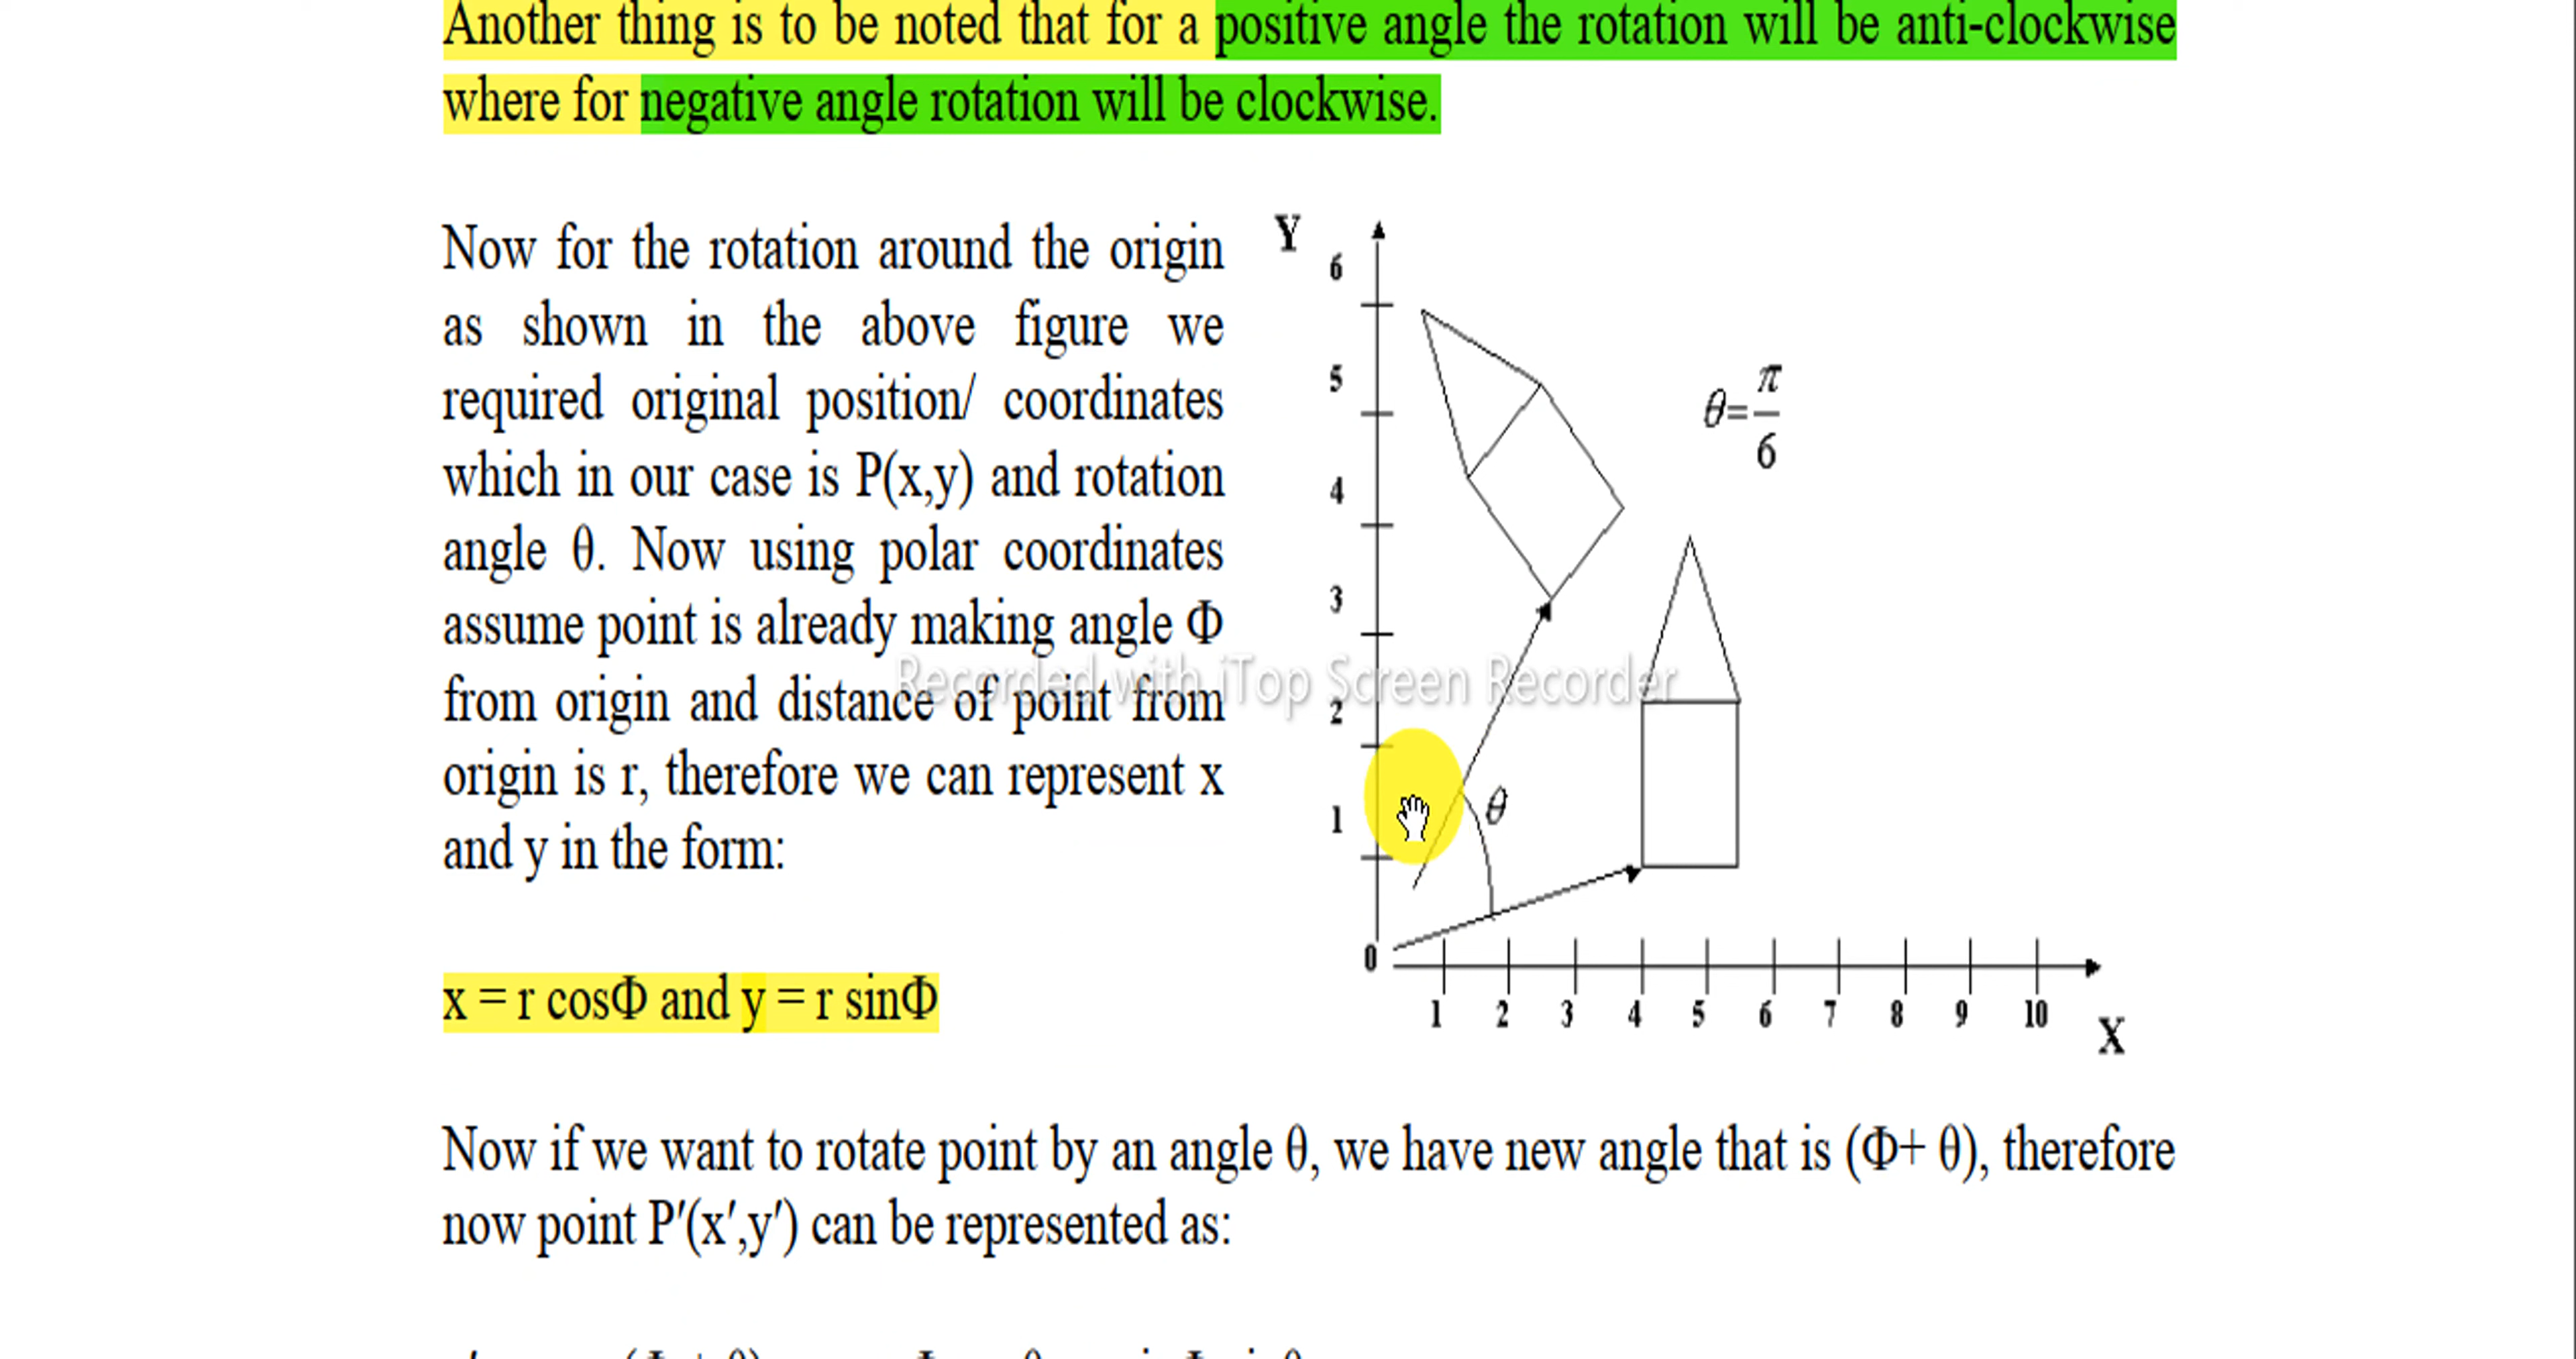 Another thing is to be noted that for a positive angle the rotation will be anti-clockwise
where for negative angle rotation will be clockwise.
Now for the rotation around the origin
as shown in the above figure we
required original position/ coordinates
which in our case is P(x,y) and rotation
angle θ. Now using polar coordinates
assume point is already making angle Φ
from origin and distance of point from
origin is r, therefore we can represent x
and y in the form:
x = r cosΦ and y = r sinΦ
Y
6
5
4
3
2
1
0
θ=π/6
θ
1 2 3 4 5 6 7 8 9 10
X
Recorded with iTop Screen Recorder
Now if we want to rotate point by an angle θ, we have new angle that is (Φ+ θ), therefore
now point P′(x′,y′) can be represented as: